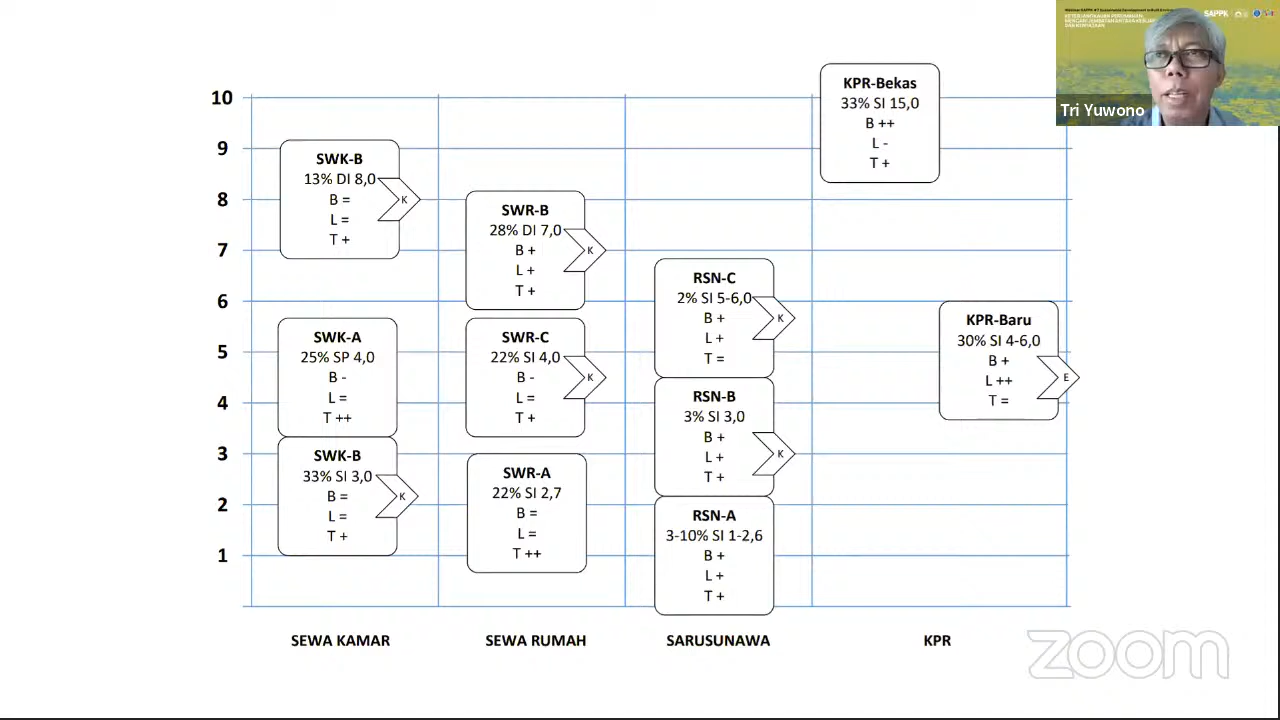 SAPPK
KETERJANGKAUAN PERUMAHAN:
DAN KENYATAAN
Tri Yuwono
10
9
8
7
6
5
4
3
2
1
SWK-B
13% DI 8,0
B =
L =
T +
K
SWK-A
25% SP 4,0
B -
L =
T ++
SWK-B
33% SI 3,0
B =
L =
T +
K
SWR-B
28% DI 7,0
B +
L +
T +
K
SWR-C
22% SI 4,0
B -
L =
T +
K
SWR-A
22% SI 2,7
B =
L =
T ++
RSN-C
2% SI 5-6,0
B +
L +
T =
K
RSN-B
3% SI 3,0
B +
L +
T +
K
RSN-A
3-10% SI 1-2,6
B +
L +
T +
KPR-Bekas
33% SI 15,0
B ++
L -
T +
KPR-Baru
30% SI 4-6,0
B +
L ++
T =
E
SEWA KAMAR
SEWA RUMAH
SARUSUNAWA
KPR
zoom